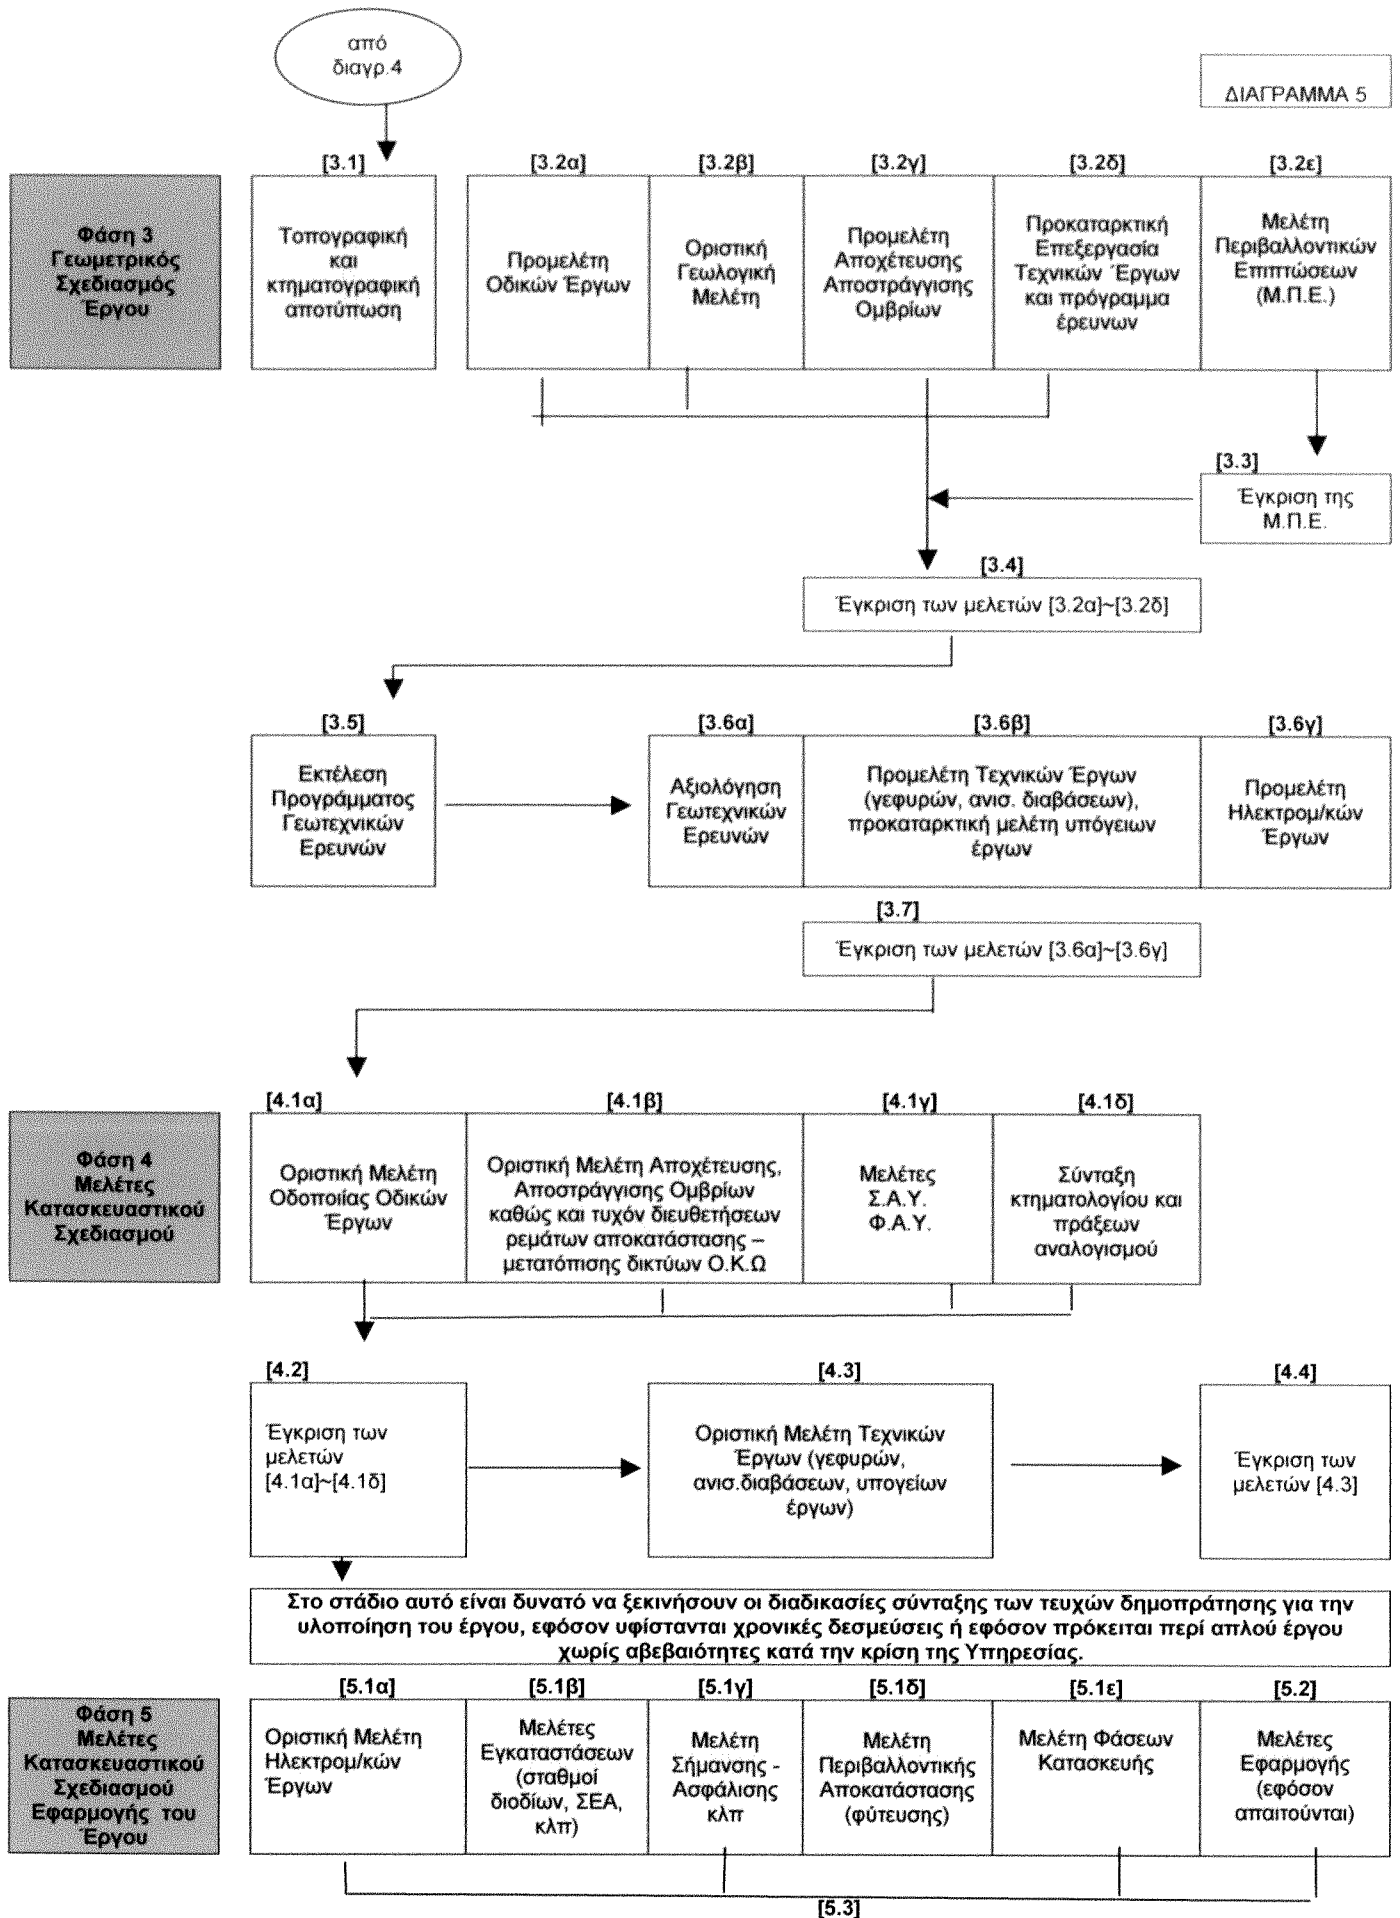 από
διαγρ.4
ΔΙΑΓΡΑΜΜΑ 5
[3.1]
[3.2α]
[3.2β]
[3.2γ]
[3.2δ]
[3.2ε]
Φάση 3
Γεωμετρικός
Σχεδιασμός
Έργου
Τοπογραφική
και
κτηματογραφική
αποτύπωση
Προμελέτη
Οδικών Έργων
Οριστική
Γεωλογική
Μελέτη
Προμελέτη
Αποχέτευσης
Αποστράγγισης
Ομβρίων
Προκαταρκτική
Επεξεργασία
Τεχνικών Έργων
και πρόγραμμα
έρευνων
Μελέτη
Περιβαλλοντικών
Επιπτώσεων
(Μ.Π.Ε.)
[3.3]
Έγκριση της
Μ.Π.Ε.
[3.4]
Έγκριση των μελετών [3.2α]~[3.2δ]
[3.5]
[3.6α]
[3.6β]
[3.6γ]
Εκτέλεση
Προγράμματος
Γεωτεχνικών
Ερευνών
Αξιολόγηση
Γεωτεχνικών
Ερευνών
Προμελέτη Τεχνικών Έργων
(γεφυρών, ανισ. διαβάσεων),
προκαταρκτική μελέτη υπόγειων
έργων
Προμελέτη
Ηλεκτρομ/κών
Έργων
[3.7]
Έγκριση των μελετών [3.6α]~[3.6γ]
[4.1α]
[4.1β]
[4.1γ]
[4.1δ]
Φάση 4
Μελέτες
Κατασκευαστικού
Σχεδιασμού
Οριστική Μελέτη
Οδοποιίας Οδικών
Έργων
Οριστική Μελέτη Αποχέτευσης,
Αποστράγγισης Ομβρίων
καθώς και τυχόν διευθετήσεων
ρεμάτων αποκατάστασης –
μετατόπισης δικτύων Ο.Κ.Ω
Μελέτες
Σ.Α.Υ.
Φ.Α.Υ.
Σύνταξη
κτηματολογίου και
πράξεων
αναλογισμού
[4.2]
[4.3]
[4.4]
Έγκριση των
μελετών
[4.1α]~[4.1δ]
Οριστική Μελέτη Τεχνικών
Έργων (γεφυρών,
ανισ.διαβάσεων, υπογείων
έργων)
Έγκριση των
μελετών [4.3]
Στο στάδιο αυτό είναι δυνατό να ξεκινήσουν οι διαδικασίες σύνταξης των τευχών δημοπράτησης για την
υλοποίηση του έργου, εφόσον υφίστανται χρονικές δεσμεύσεις ή εφόσον πρόκειται περί απλού έργου
χωρίς αβεβαιότητες κατά την κρίση της Υπηρεσίας.
[5.1α]
[5.1β]
[5.1γ]
[5.1δ]
[5.1ε]
[5.2]
Φάση 5
Μελέτες
Κατασκευαστικού
Σχεδιασμού
Εφαρμογής του
Έργου
Οριστική Μελέτη
Ηλεκτρομ/κών
Έργων
Μελέτες
Εγκαταστάσεων
(σταθμοί
διοδίων, ΣΕΑ,
κλπ)
Μελέτη
Σήμανσης -
Ασφάλισης
κλπ
Μελέτη
Περιβαλλοντικής
Αποκατάστασης
(φύτευσης)
Μελέτη Φάσεων
Κατασκευής
Μελέτες
Εφαρμογής
(εφόσον
απαιτούνται)
[5.3]